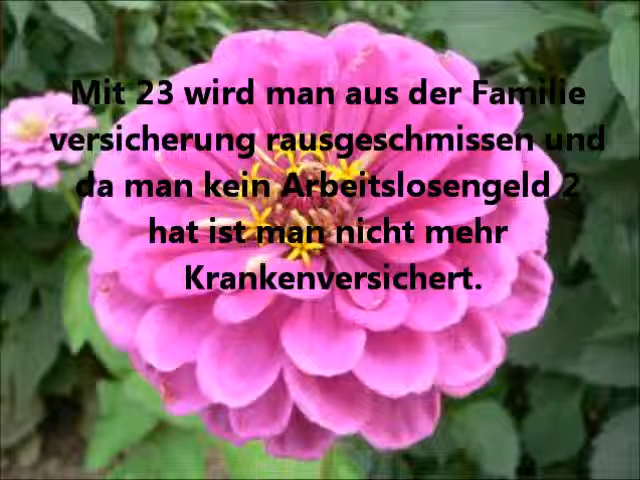 Mit 23 wird man aus der Familie
versicherung rausgeschmissen und
da man kein Arbeitslosengeld 2
hat ist man nicht mehr
Krankenversichert.